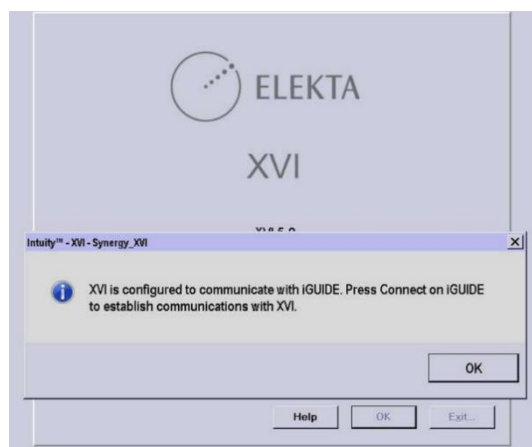 ELEKTA
XVI
Intuity™ - XVI - Synergy_XVI
XVI is configured to communicate with iGUIDE. Press Connect on iGUIDE
to establish communications with XVI.
OK
Help
OK
Exit...